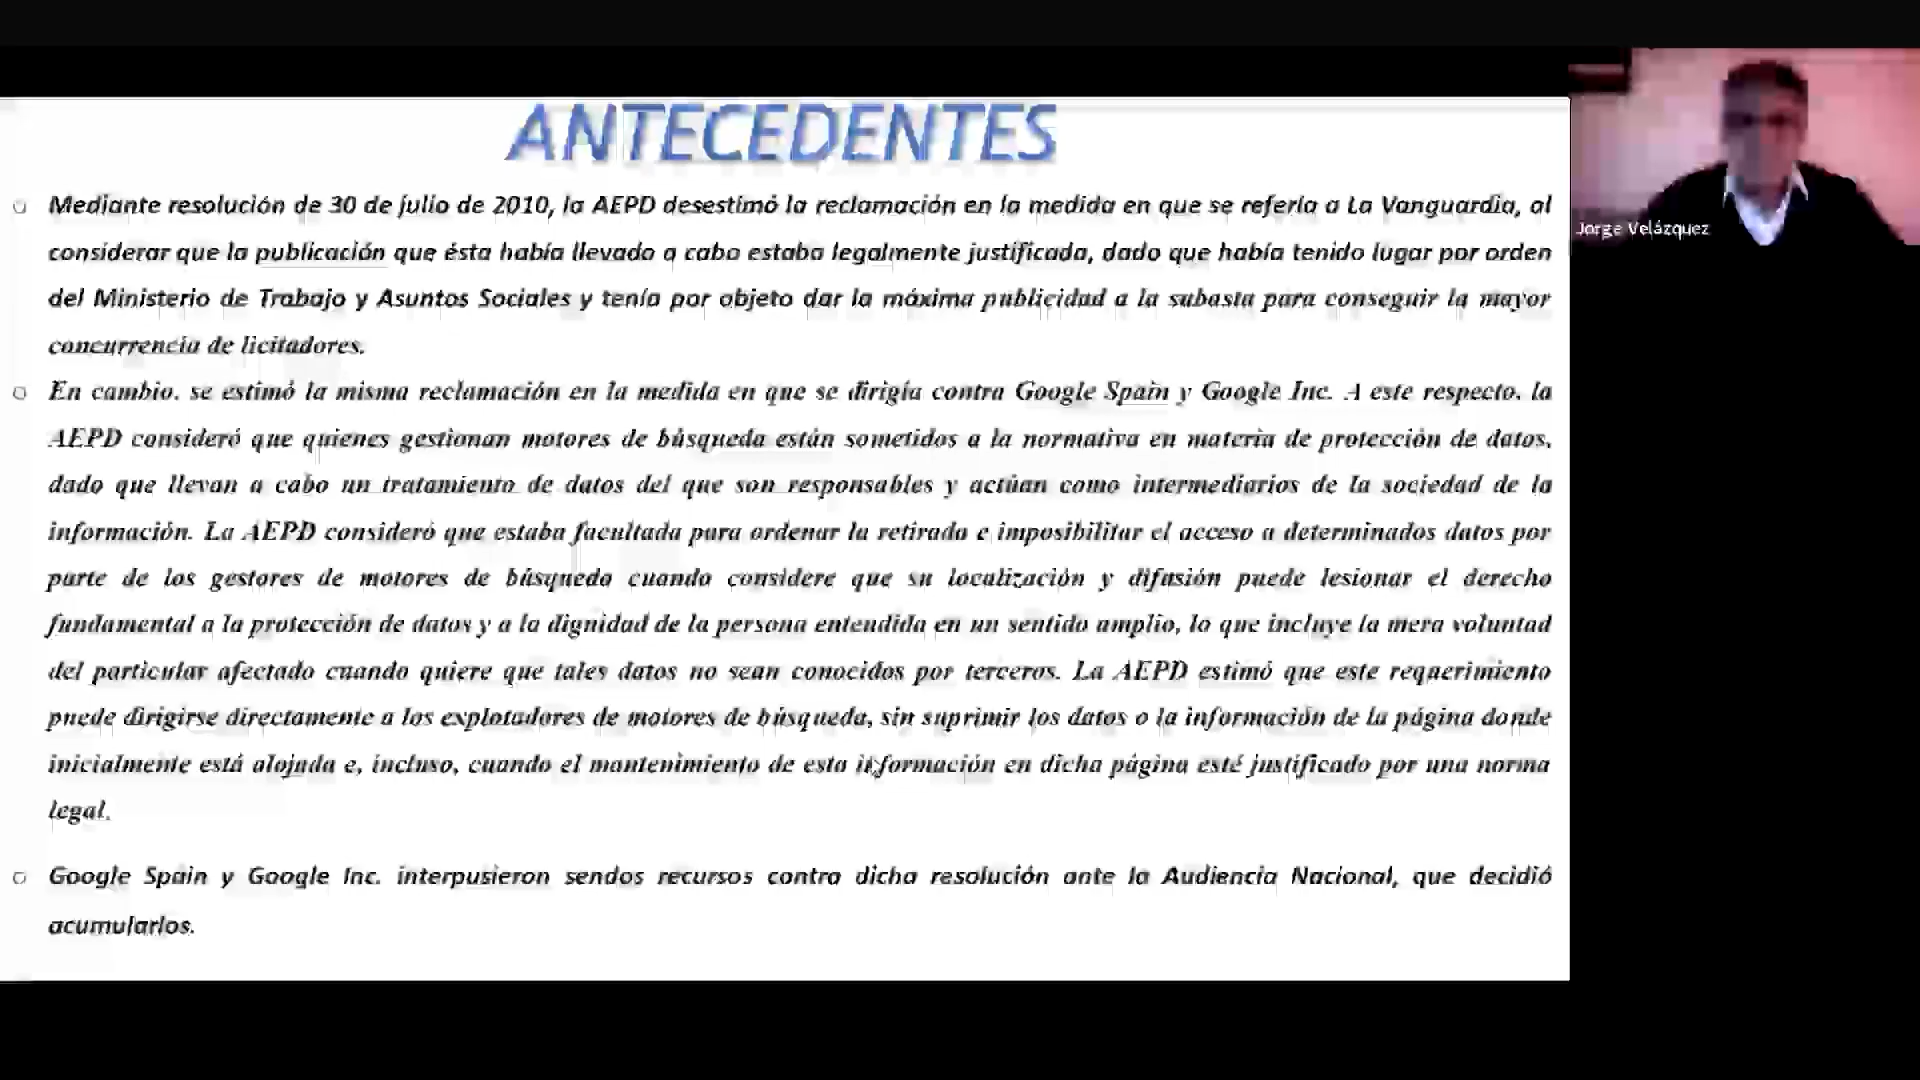 ANTECEDENTES
Mediante resolución de 30 de julio de 2010, la AEPD desestimó la reclamación en la medida en que se refería a La Vanguardia, al
considerar que la publicación que ésta había llevado a cabo estaba legalmente justificada, dado que había tenido lugar por orden
del Ministerio de Trabajo y Asuntos Sociales y tenía por objeto dar la máxima publicidad a la subasta para conseguir la mayor
concurrencia de licitadores.
En cambio, se estimó la misma reclamación en la medida en que se dirigía contra Google Spain y Google Inc. A este respecto, la
AEPD consideró que quienes gestionan motores de búsqueda están sometidos a la normativa en materia de protección de datos,
dado que llevan a cabo un tratamiento de datos del que son responsables y actúan como intermediarios de la sociedad de la
información. La AEPD consideró que estaba facultada para ordenar la retirada e imposibilitar el acceso a determinados datos por
parte de los gestores de motores de búsqueda cuando considere que su localización y difusión puede lesionar el derecho
fundamental a la protección de datos y a la dignidad de la persona entendida en un sentido amplio, lo que incluye la mera voluntad
del particular afectado cuando quiere que tales datos no sean conocidos por terceros. La AEPD estimó que este requerimiento
puede dirigirse directamente a los explotadores de motores de búsqueda, sin suprimir los datos o la información de la página donde
inicialmente está alojada e, incluso, cuando el mantenimiento de esta información en dicha página esté justificado por una norma
legal.
Google Spain y Google Inc. interpusieron sendos recursos contra dicha resolución ante la Audiencia Nacional, que decidió
acumularlos.
Jorge Velázquez